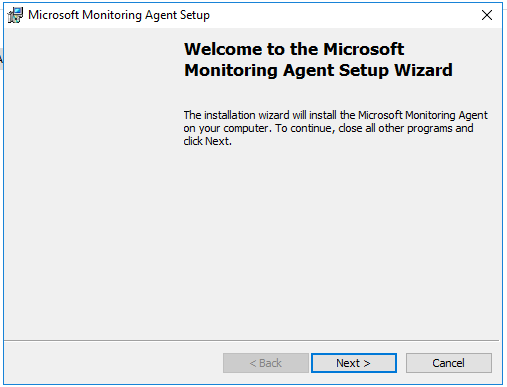 Microsoft Monitoring Agent Setup
Welcome to the Microsoft
Monitoring Agent Setup Wizard
The installation wizard will install the Microsoft Monitoring Agent
on your computer. To continue, close all other programs and
click Next.
< Back
Next >
Cancel